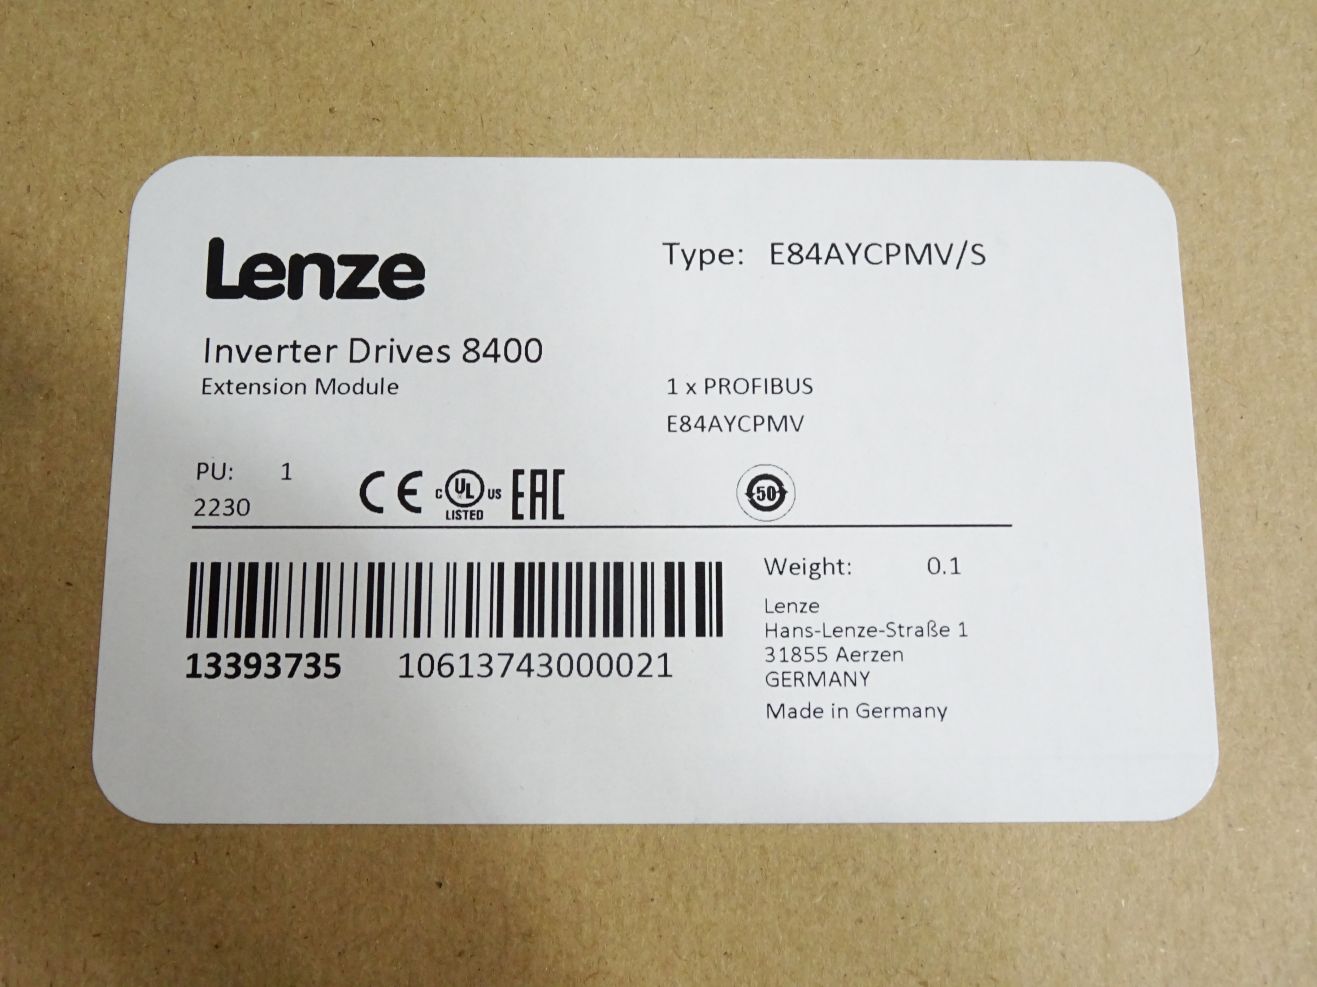 Lenze
Type: E84AYCPMV/S
Inverter Drives 8400
Extension Module
1 x PROFIBUS
E84AYCPMV
PU: 1
2230
CE C UL US LISTED EAC
50
13393735 10613743000021
Weight: 0.1
Lenze
Hans-Lenze-Straße 1
31855 Aerzen
GERMANY
Made in Germany